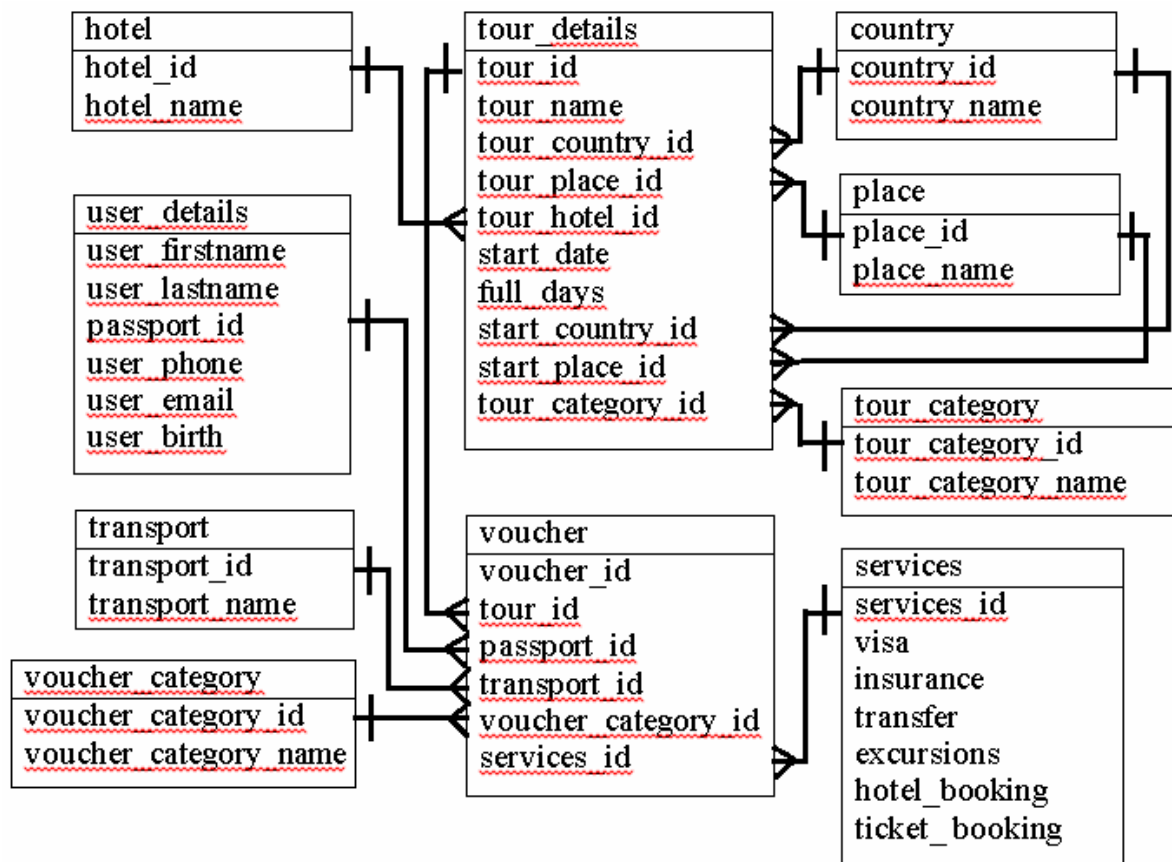 hotel
hotel_id
hotel_name
tour_details
tour_id
tour_name
tour_country_id
tour_place_id
tour_hotel_id
start_date
full_days
start_country_id
start_place_id
tour_category_id
country
country_id
country_name
place
place_id
place_name
user_details
user_firstname
user_lastname
passport_id
user_phone
user_email
user_birth
tour_category
tour_category_id
tour_category_name
transport
transport_id
transport_name
voucher
voucher_id
tour_id
passport_id
transport_id
voucher_category_id
services_id
services
services_id
visa
insurance
transfer
excursions
hotel_booking
ticket_ booking
voucher_category
voucher_category_id
voucher_category_name